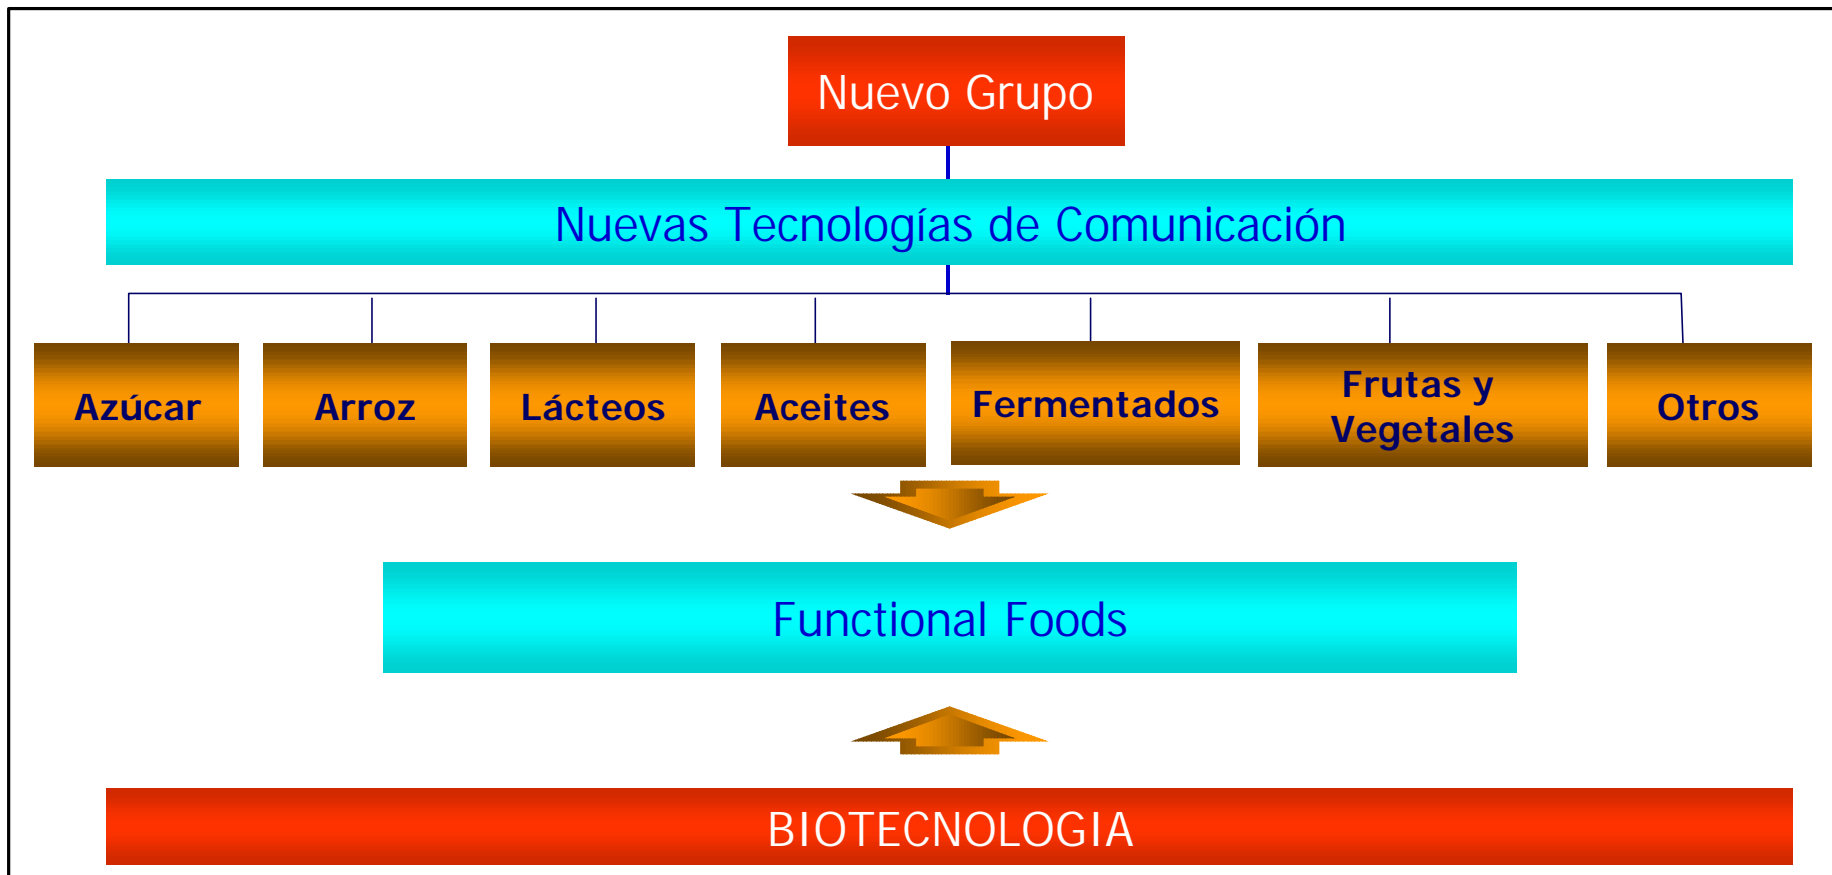 Nuevo Grupo
Nuevas Tecnologías de Comunicación
Azúcar
Arroz
Lácteos
Aceites
Fermentados
Frutas y
Vegetales
Otros
Functional Foods
BIOTECNOLOGIA